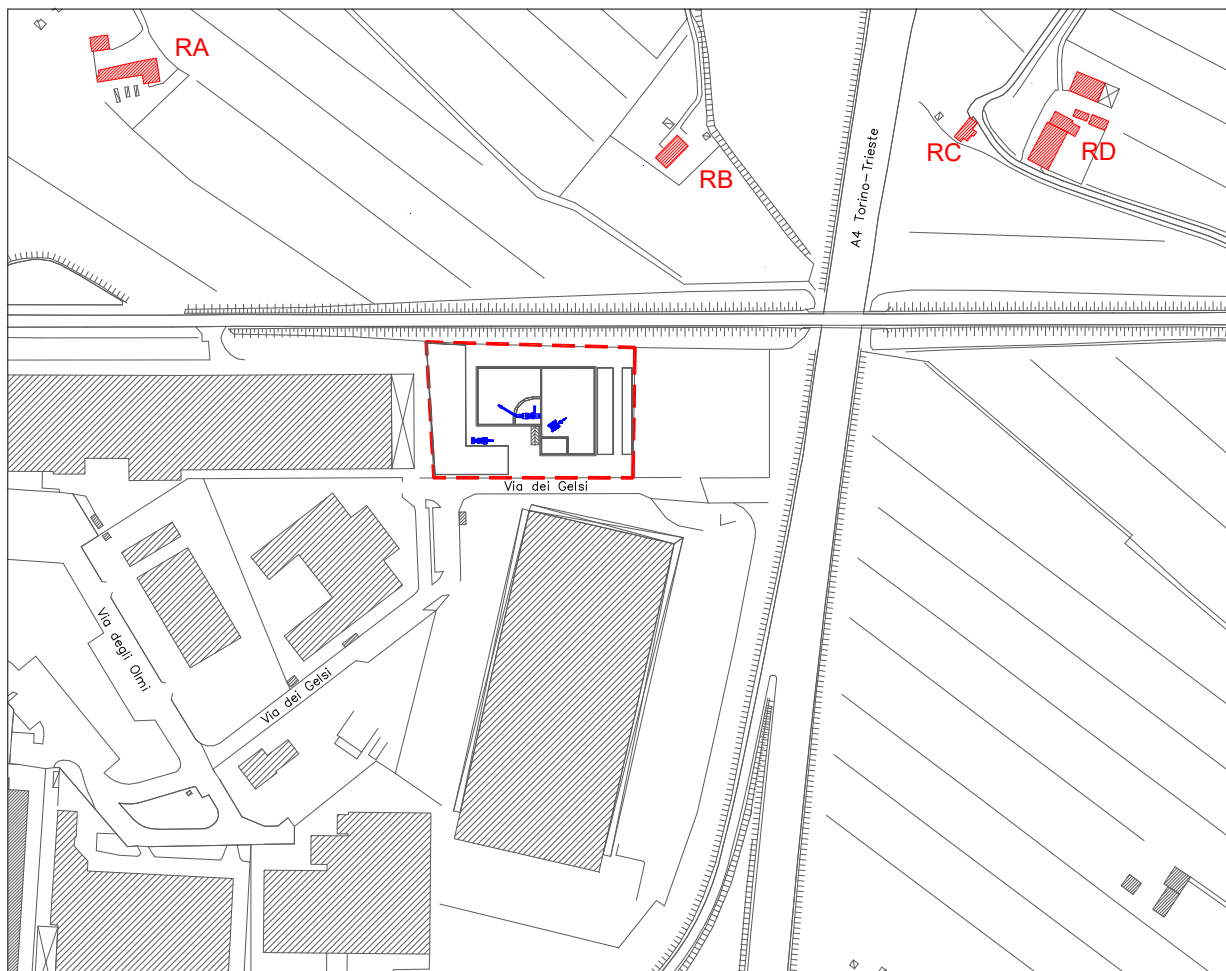 RA
RB
RC
RD
A4 Torino-Trieste
Via dei Gelsi
Via degli Olmi
Via dei Gelsi